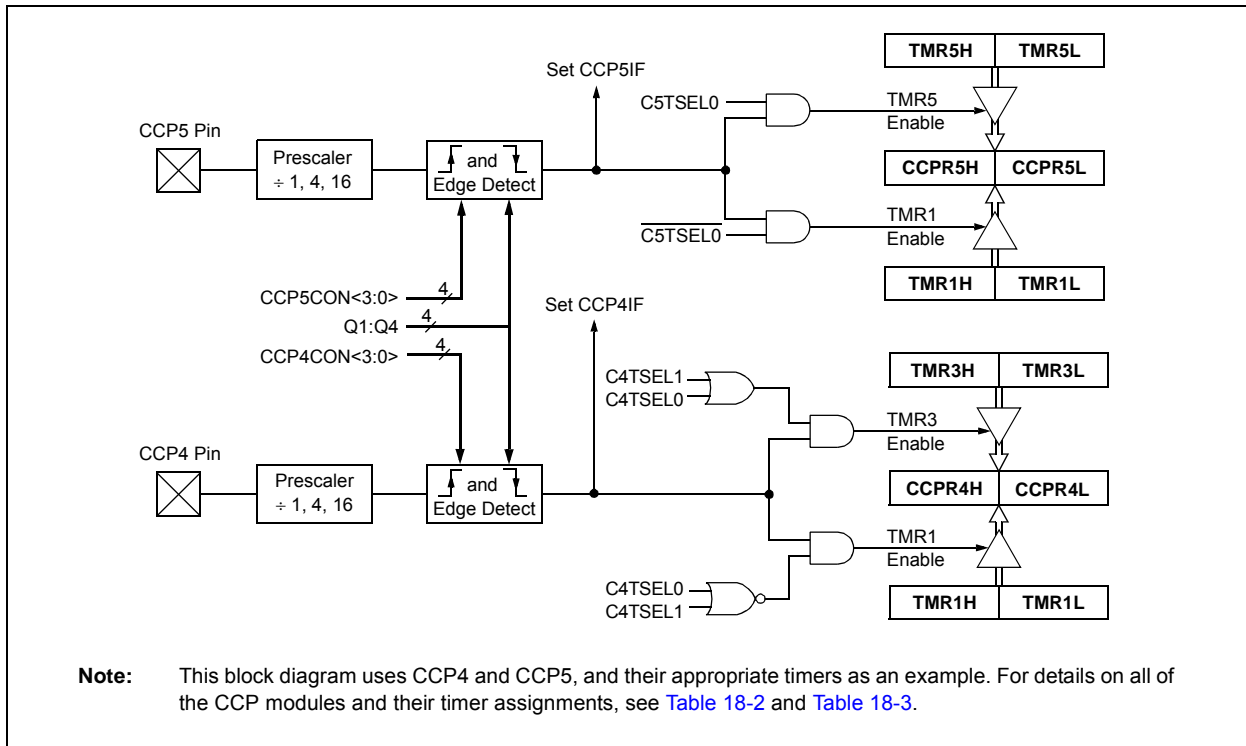 TMR5H TMR5L
Set CCP5IF
C5TSEL0
TMR5
Enable
CCP5 Pin
Prescaler
÷ 1, 4, 16
and
Edge Detect
CCPR5H CCPR5L
C5TSEL0
TMR1
Enable
TMR1H TMR1L
CCP5CON<3:0>
4
Q1:Q4
4
CCP4CON<3:0>
4
Set CCP4IF
TMR3H TMR3L
C4TSEL1
C4TSEL0
TMR3
Enable
CCP4 Pin
Prescaler
÷ 1, 4, 16
and
Edge Detect
CCPR4H CCPR4L
TMR1
Enable
C4TSEL0
C4TSEL1
TMR1H TMR1L
Note: This block diagram uses CCP4 and CCP5, and their appropriate timers as an example. For details on all of
the CCP modules and their timer assignments, see Table 18-2 and Table 18-3.